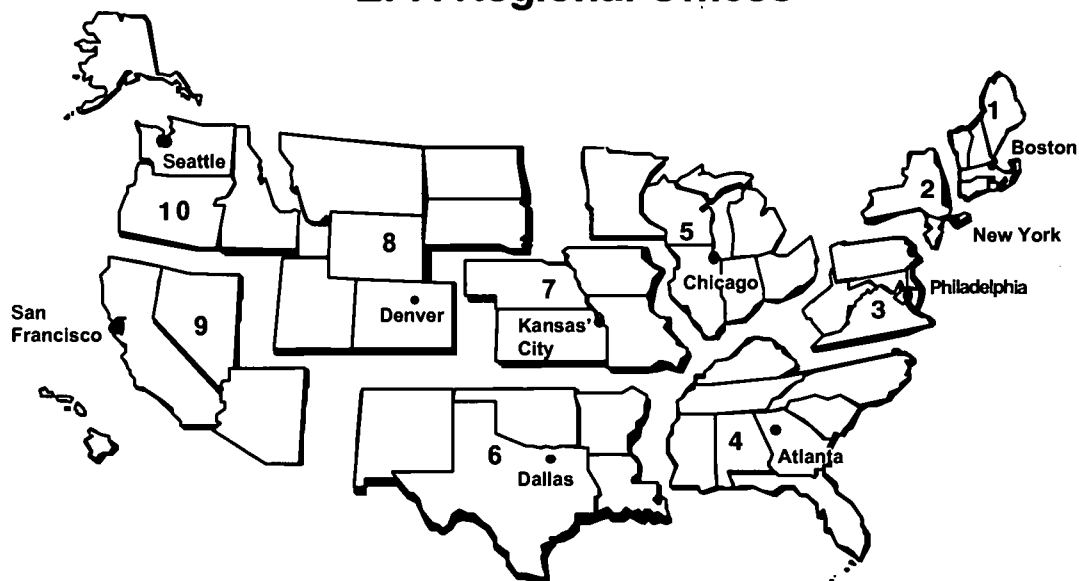 Regional Offices
1
Boston
Seattle
2
10
5
8
New York
Chicago
7
Philadelphia
3
Denver
San
Francisco
9
Kansas'
City
4
6
Atlanta
Dallas